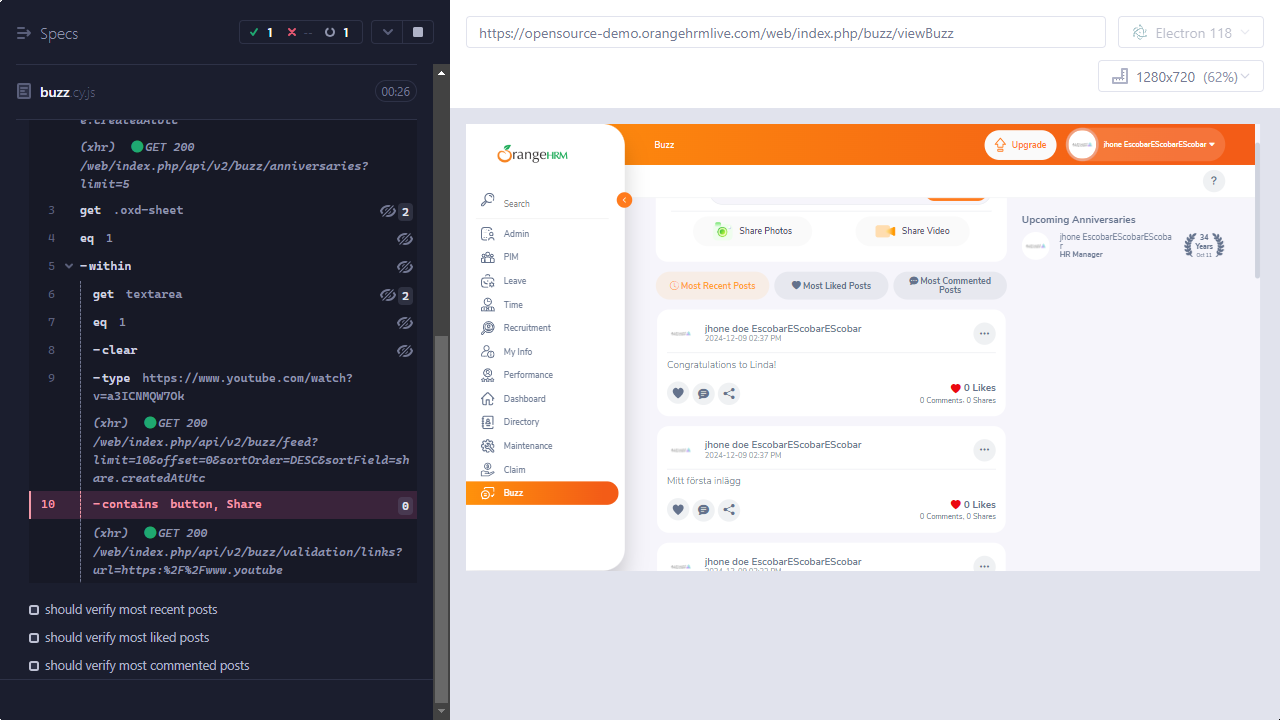 Specs
1
--
1
https://opensource-demo.orangehrmlive.com/web/index.php/buzz/viewBuzz
Electron 118
1280x720 (62%)
buzz.cy.js
00:26
e.createdAtUtc
(xhr) GET 200
/web/index.php/api/v2/buzz/anniversaries?
limit=5
3 get .oxd-sheet 2
4 eq 1
5 -within
6 get textarea 2
7 eq 1
8 -clear
9 -type https://www.youtube.com/watch?
v=a3ICNMQW7Ok
(xhr) GET 200
/web/index.php/api/v2/buzz/feed?
limit=10&offset=0&sortOrder=DESC&sortField=sh
are.createdAtUtc
10 -contains button, Share 0
(xhr) GET 200
/web/index.php/api/v2/buzz/validation/links?
url=https:%2F%2Fwww.youtube
should verify most recent posts
should verify most liked posts
should verify most commented posts
OrangeHRM
Search
Admin
PIM
Leave
Time
Recruitment
My Info
Performance
Dashboard
Directory
Maintenance
Claim
Buzz
Buzz
Upgrade
jhone EscobarEScobarEScobar
?
Share Photos
Share Video
Most Recent Posts
Most Liked Posts
Most Commented
Posts
jhone doe EscobarEScobarEScobar
2024-12-09 02:37 PM
Congratulations to Linda!
0 Likes
0 Comments, 0 Shares
jhone doe EscobarEScobarEScobar
2024-12-09 02:37 PM
Mitt första inlägg
0 Likes
0 Comments, 0 Shares
jhone doe EscobarEScobarEScobar
Upcoming Anniversaries
jhone EscobarEScobarEScoba
r
HR Manager
34
Years
Oct 11